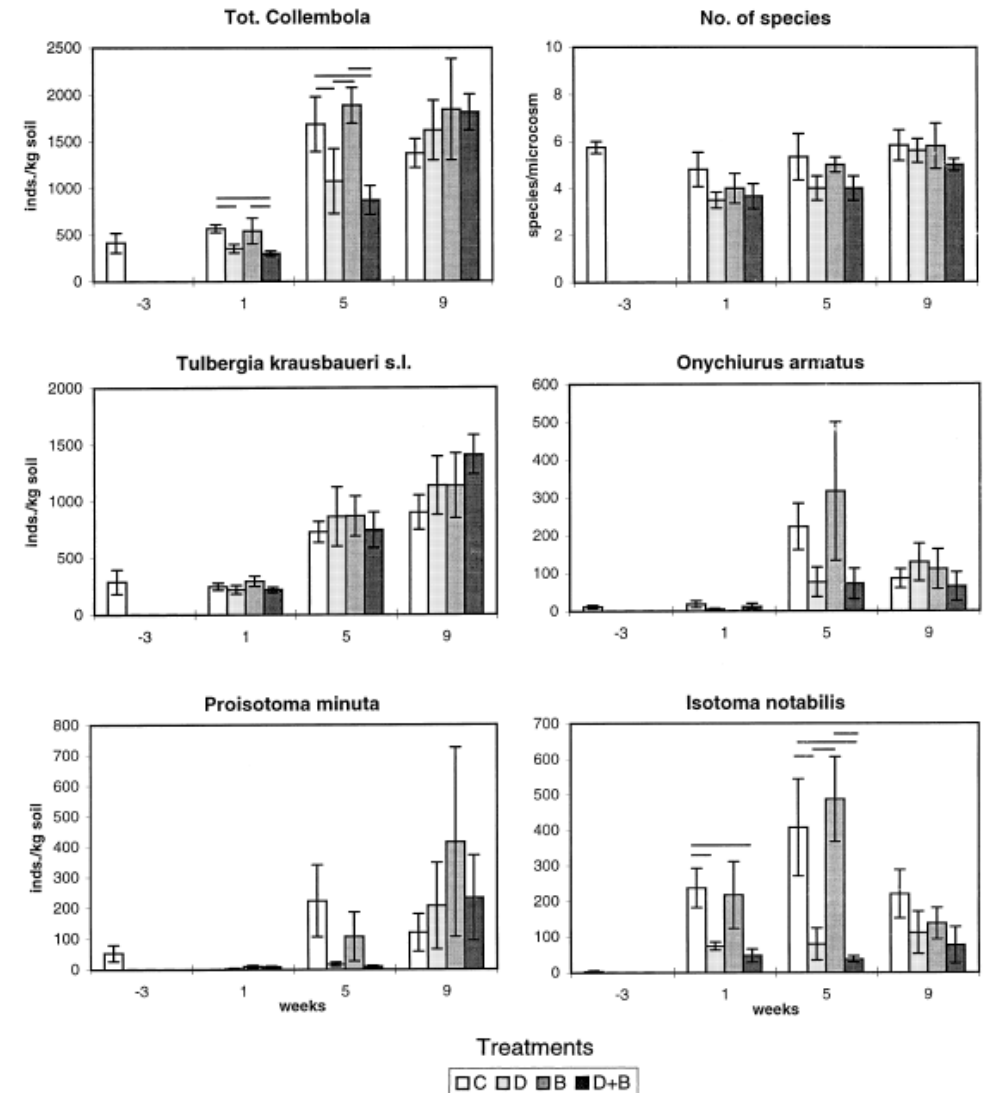 Tot. Collembola
2500
2000
1500
1000
500
0
inds./kg soil
-3 1 5 9
No. of species
10
8
6
4
2
0
species/microcosm
-3 1 5 9
Tulbergia krausbaueri s.l.
2000
1500
1000
500
0
inds./kg soil
-3 1 5 9
Onychiurus armatus
600
500
400
300
200
100
0
-3 1 5 9
Proisotoma minuta
800
700
600
500
400
300
200
100
0
inds./kg soil
-3 1 5 9
weeks
Isotoma notabilis
700
600
500
400
300
200
100
0
-3 1 5 9
weeks
Treatments
C D B D+B